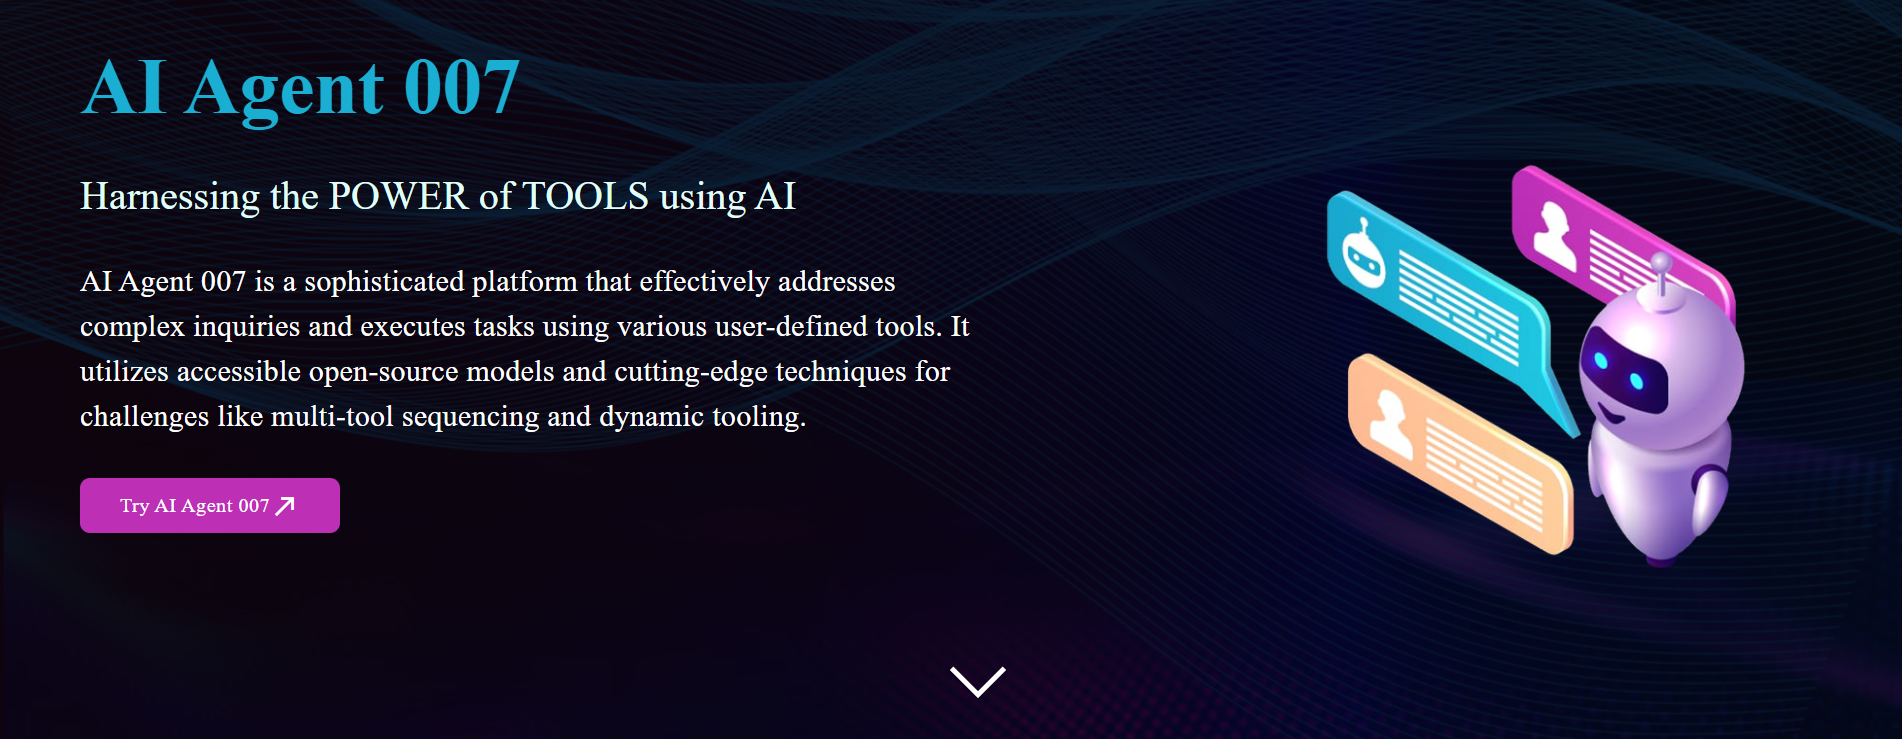 AI Agent 007
Harnessing the POWER of TOOLS using AI
AI Agent 007 is a sophisticated platform that effectively addresses
complex inquiries and executes tasks using various user-defined tools. It
utilizes accessible open-source models and cutting-edge techniques for
challenges like multi-tool sequencing and dynamic tooling.
Try AI Agent 007